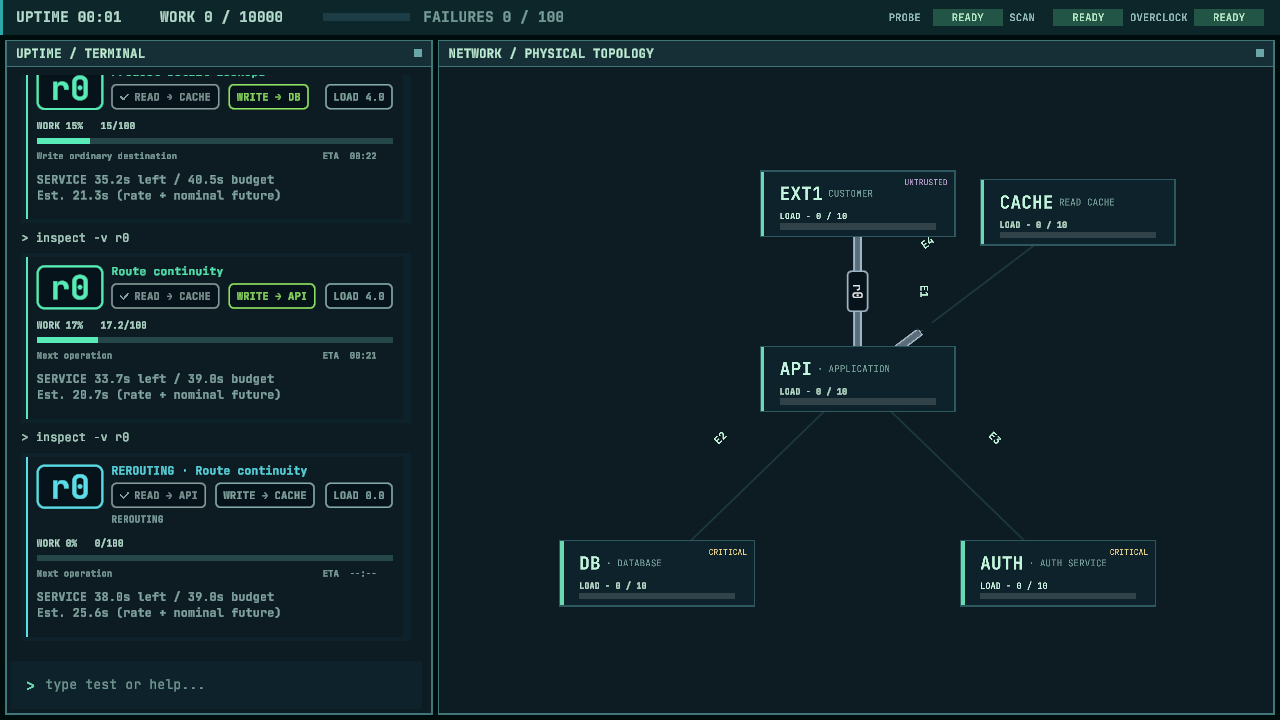 UPTIME 00:01 WORK 0 / 10000 FAILURES 0 / 100 PROBE READY SCAN READY OVERCLOCK READY
UPTIME / TERMINAL
r0
✓ READ → CACHE WRITE → DB LOAD 4.0
WORK 15% 15/100
Write ordinary destination ETA 00:22
SERVICE 35.2s left / 40.5s budget
Est. 21.3s (rate + nominal future)
> inspect -v r0
r0 Route continuity
✓ READ → CACHE WRITE → API LOAD 4.0
WORK 17% 17.2/100
Next operation ETA 00:21
SERVICE 33.7s left / 39.0s budget
Est. 20.7s (rate + nominal future)
> inspect -v r0
r0 REROUTING · Route continuity
✓ READ → API WRITE → CACHE LOAD 0.0
REROUTING
WORK 0% 0/100
Next operation ETA --:--
SERVICE 38.0s left / 39.0s budget
Est. 25.6s (rate + nominal future)
> type test or help...
NETWORK / PHYSICAL TOPOLOGY
UNTRUSTED
EXT1 CUSTOMER
LOAD - 0 / 10
CACHE READ CACHE
LOAD - 0 / 10
E4
E1
r0
API · APPLICATION
LOAD - 0 / 10
E2
E3
CRITICAL
DB · DATABASE
LOAD - 0 / 10
CRITICAL
AUTH · AUTH SERVICE
LOAD - 0 / 10